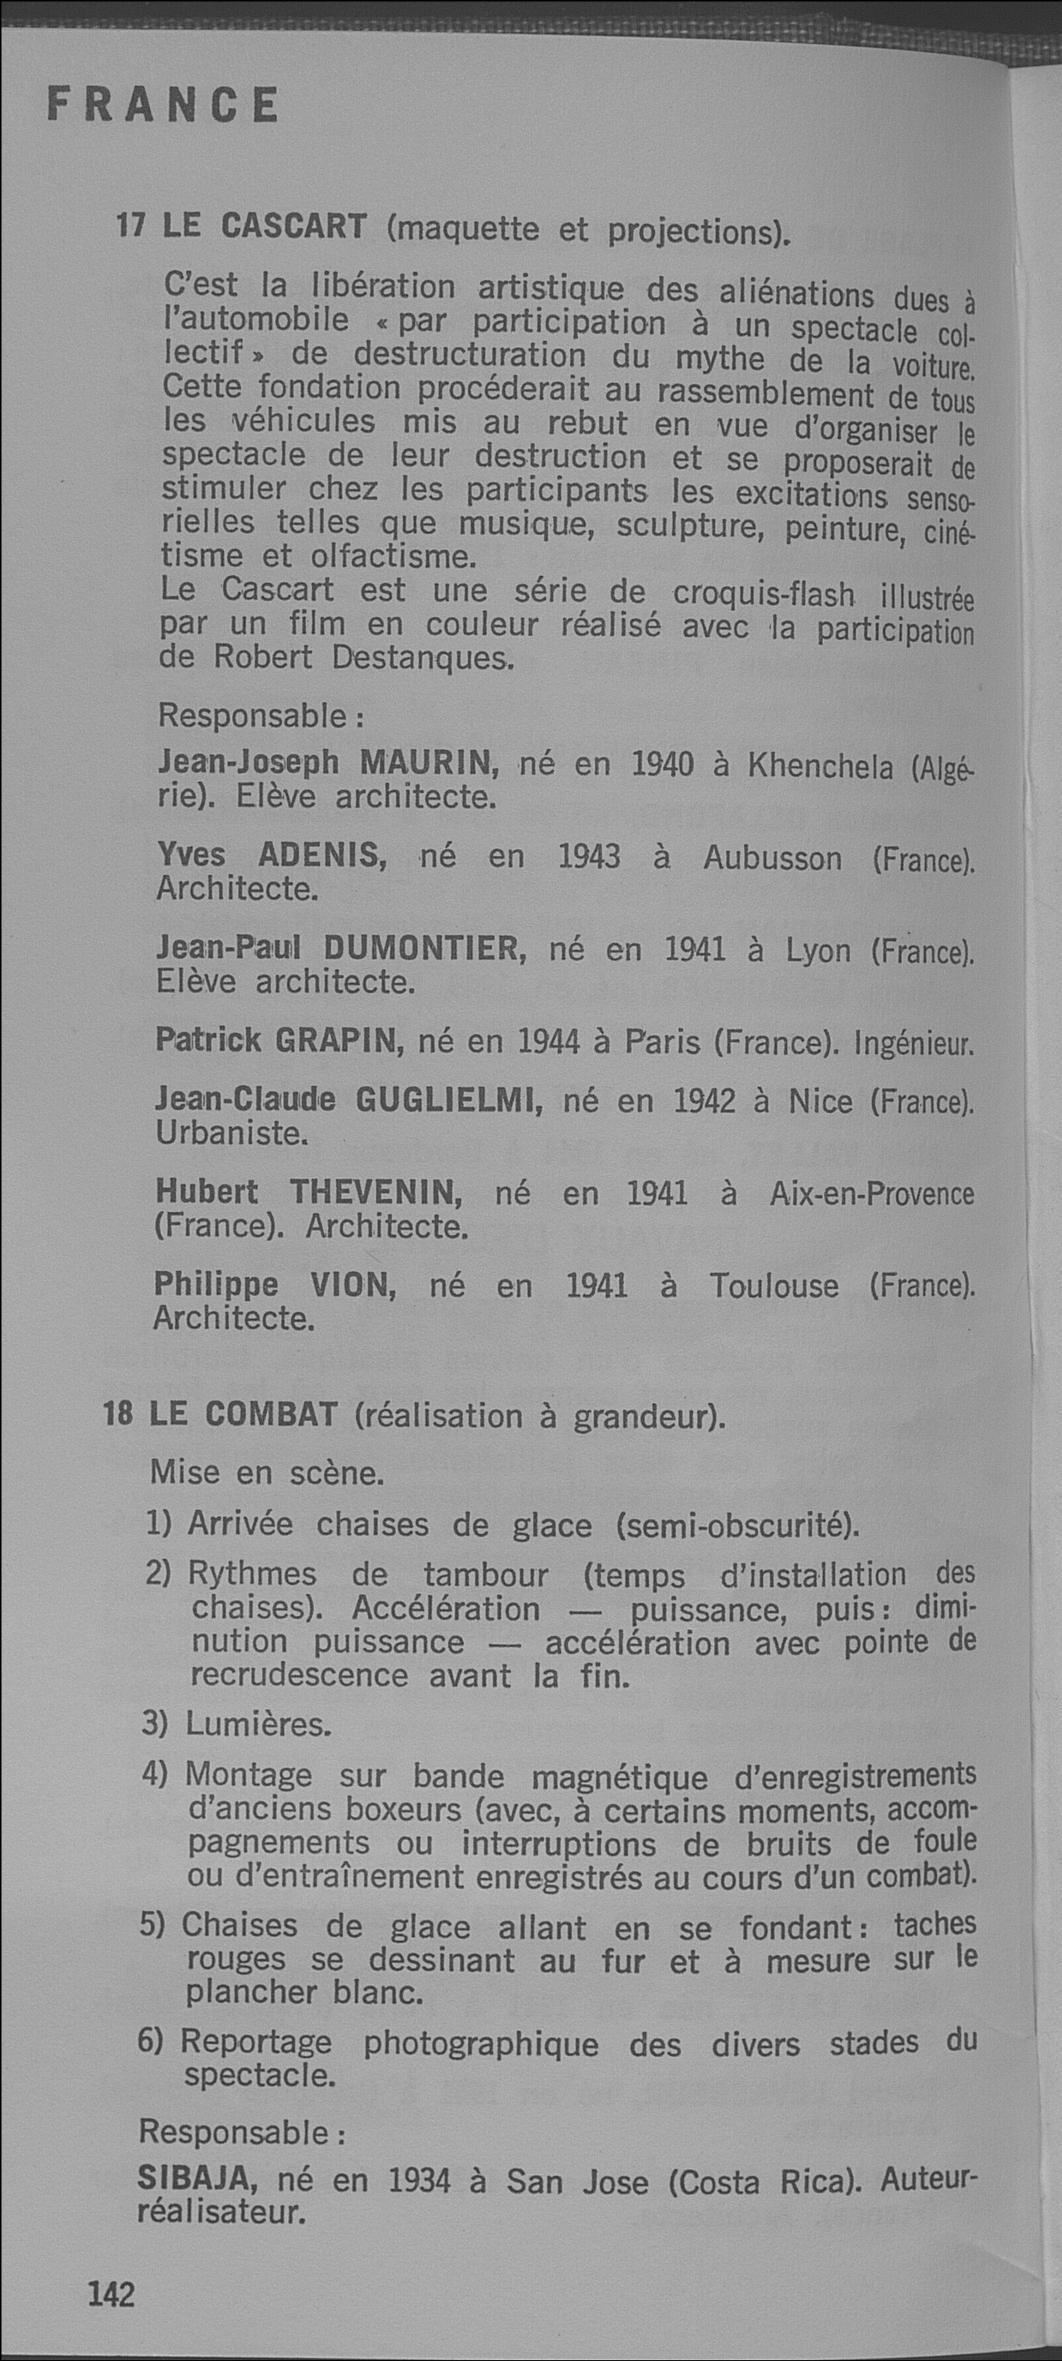 FRANCE
17 LE CASCART (maquette et projections).
C'est la libération artistique des aliénations dues à
l'automobile « par participation à un spectacle col-
lectif » de destructuration du mythe de la voiture.
Cette fondation procéderait au rassemblement de tous
les véhicules mis au rebut en vue d'organiser le
spectacle de leur destruction et se proposerait de
stimuler chez les participants les excitations senso-
rielles telles que musique, sculpture, peinture, ciné-
tisme et olfactisme.
Le Cascart est une série de croquis-flash illustrée
par un film en couleur réalisé avec la participation
de Robert Destanques.
Responsable :
Jean-Joseph MAURIN, né en 1940 à Khenchela (Algé-
rie). Elève architecte.
Yves ADENIS, né en 1943 à Aubusson (France).
Architecte.
Jean-Paul DUMONTIER, né en 1941 à Lyon (France).
Elève architecte.
Patrick GRAPIN, né en 1944 à Paris (France). Ingénieur.
Jean-Claude GUGLIELMI, né en 1942 à Nice (France).
Urbaniste.
Hubert THEVENIN, né en 1941 à Aix-en-Provence
(France). Architecte.
Philippe VION, né en 1941 à Toulouse (France).
Architecte.
18 LE COMBAT (réalisation à grandeur).
Mise en scène.
1) Arrivée chaises de glace (semi-obscurité).
2) Rythmes de tambour (temps d'installation des
chaises). Accélération — puissance, puis : dimi-
nution puissance — accélération avec pointe de
recrudescence avant la fin.
3) Lumières.
4) Montage sur bande magnétique d'enregistrements
d'anciens boxeurs (avec, à certains moments, accom-
pagnements ou interruptions de bruits de foule
ou d'entraînement enregistrés au cours d'un combat).
5) Chaises de glace allant en se fondant : taches
rouges se dessinant au fur et à mesure sur le
plancher blanc.
6) Reportage photographique des divers stades du
spectacle.
Responsable :
SIBAJA, né en 1934 à San Jose (Costa Rica). Auteur-
réalisateur.
142